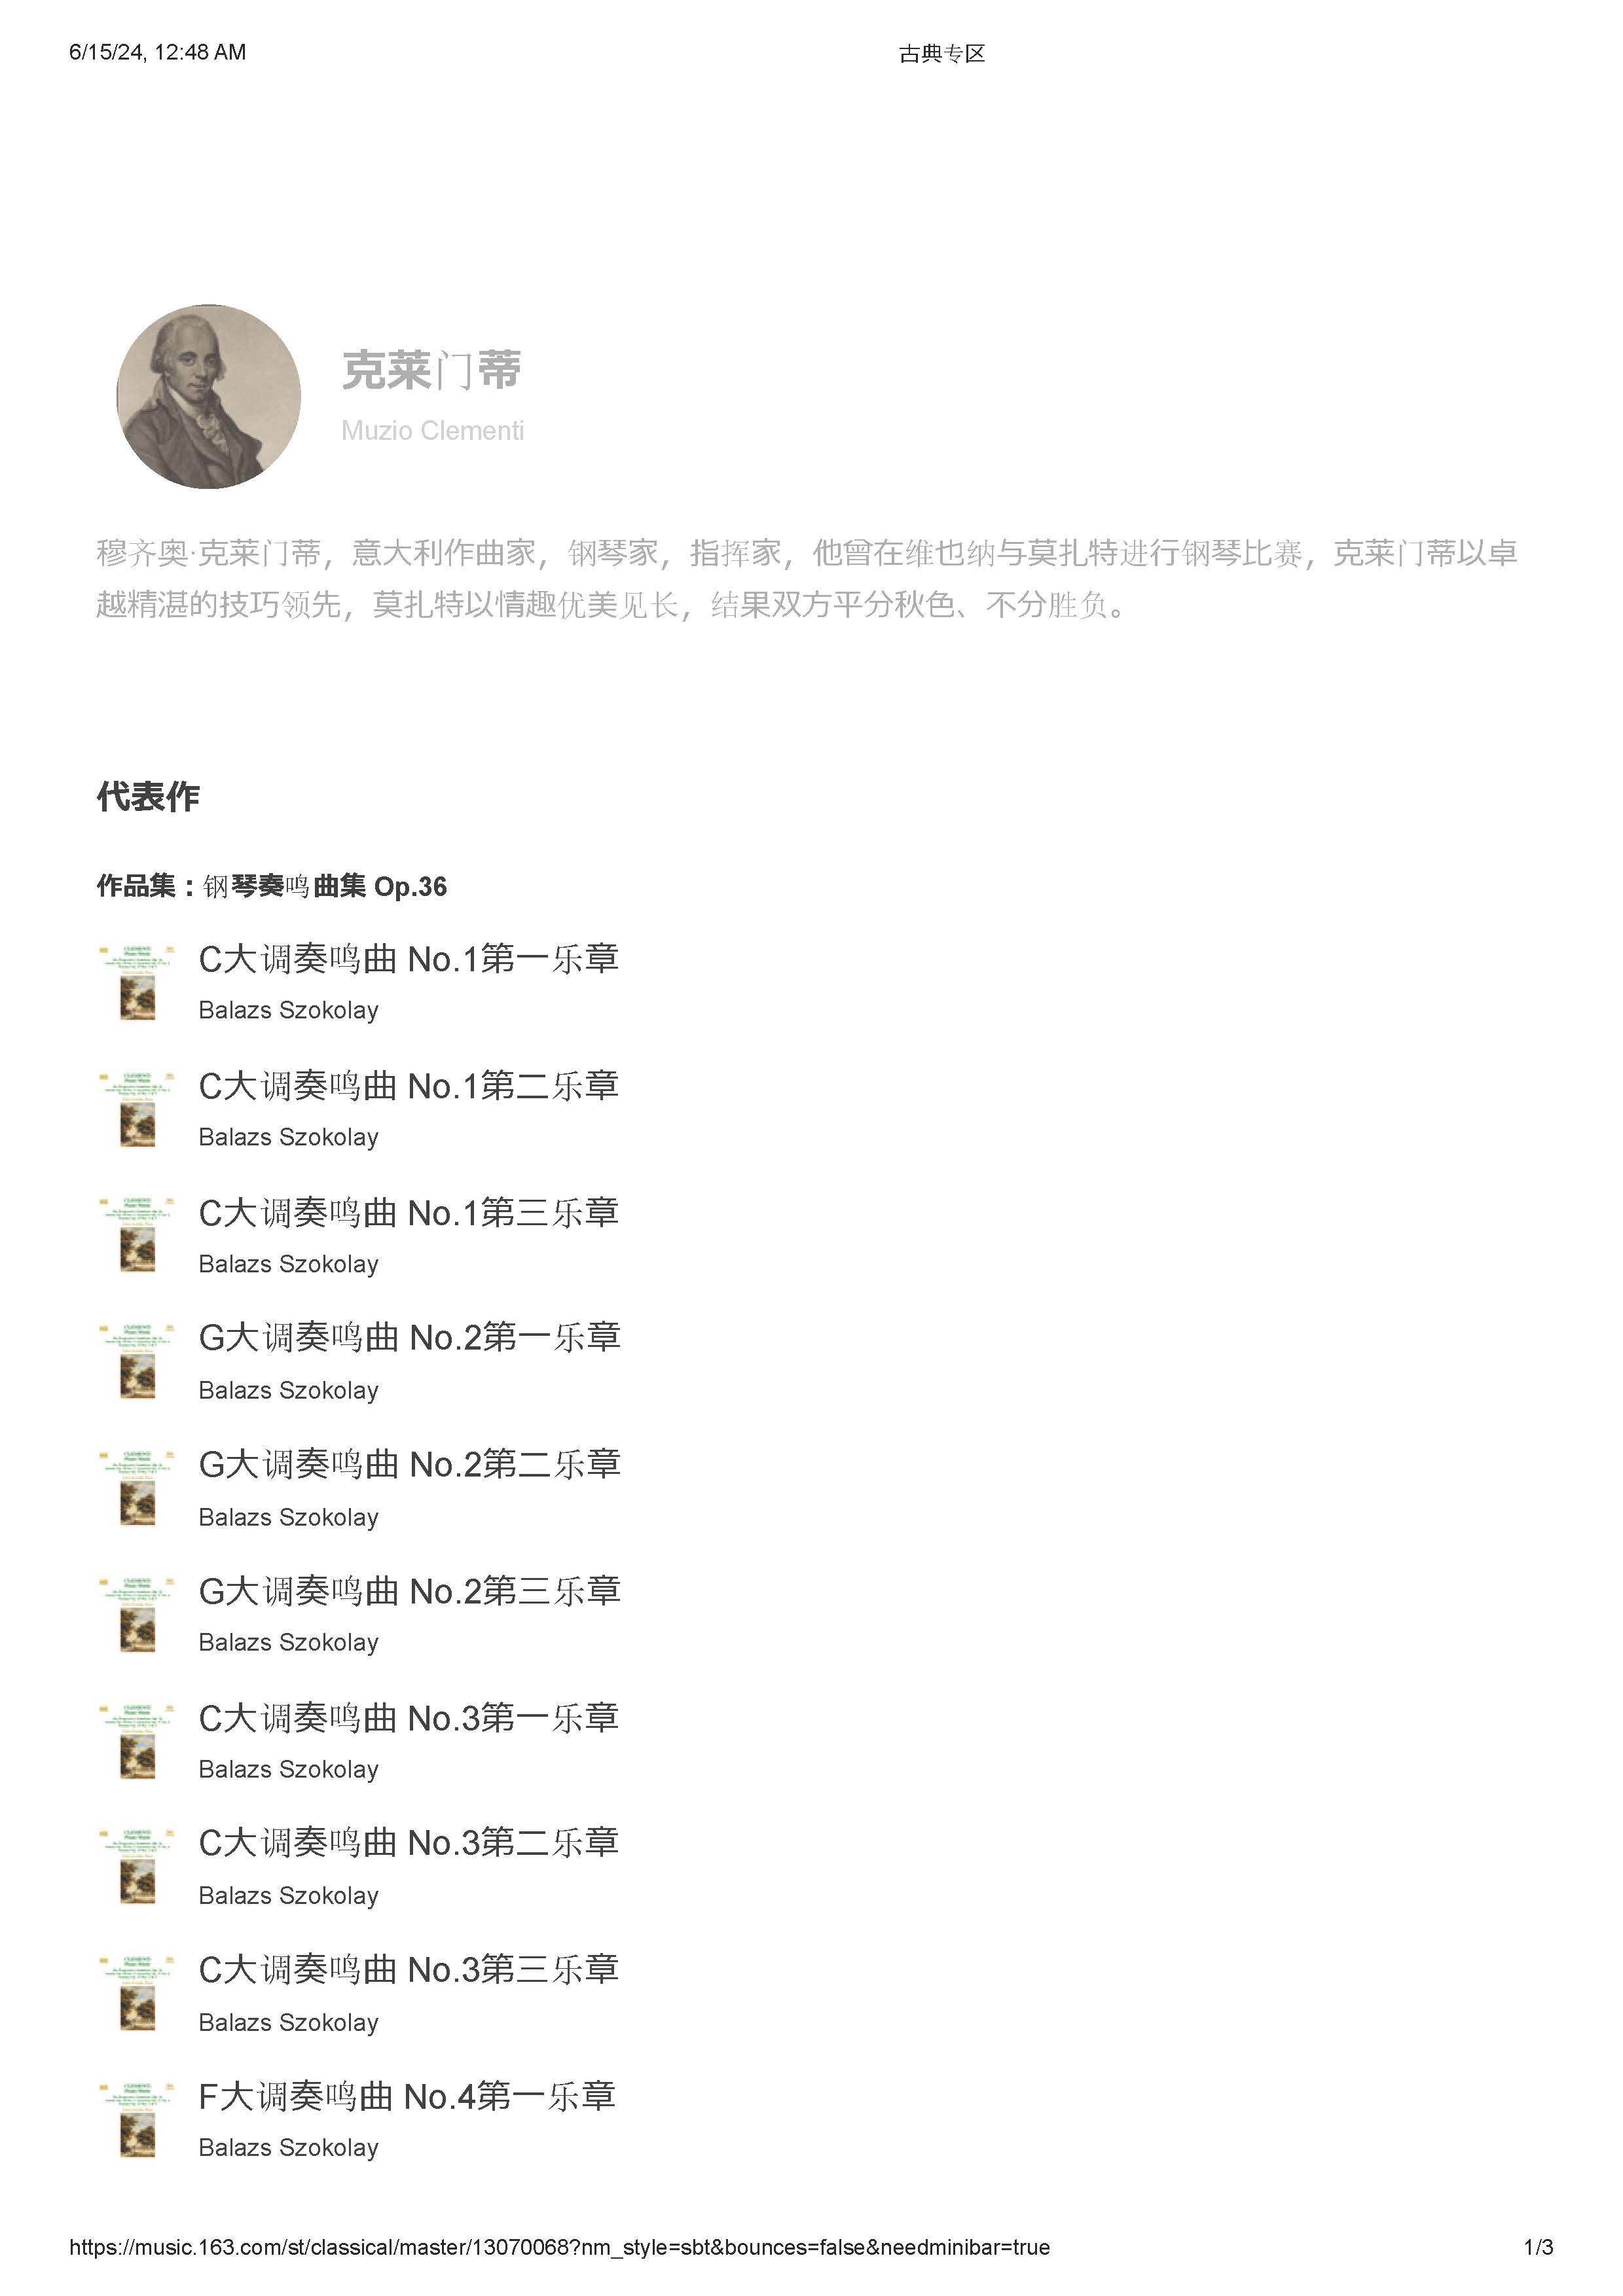 6/15/24, 12:48 AM
古典专区
克莱门蒂
Muzio Clementi
穆齐奥·克莱门蒂，意大利作曲家，钢琴家，指挥家，他曾在维也纳与莫扎特进行钢琴比赛，克莱门蒂以卓
越精湛的技巧领先，莫扎特以情趣优美见长，结果双方平分秋色、不分胜负。
代表作
作品集：钢琴奏鸣曲集 Op.36
C大调奏鸣曲 No.1第一乐章
Balazs Szokolay
C大调奏鸣曲 No.1第二乐章
Balazs Szokolay
C大调奏鸣曲 No.1第三乐章
Balazs Szokolay
G大调奏鸣曲 No.2第一乐章
Balazs Szokolay
G大调奏鸣曲 No.2第二乐章
Balazs Szokolay
G大调奏鸣曲 No.2第三乐章
Balazs Szokolay
C大调奏鸣曲 No.3第一乐章
Balazs Szokolay
C大调奏鸣曲 No.3第二乐章
Balazs Szokolay
C大调奏鸣曲 No.3第三乐章
Balazs Szokolay
F大调奏鸣曲 No.4第一乐章
Balazs Szokolay
https://music.163.com/st/classical/master/13070068?nm_style=sbt&bounces=false&needminibar=true
1/3